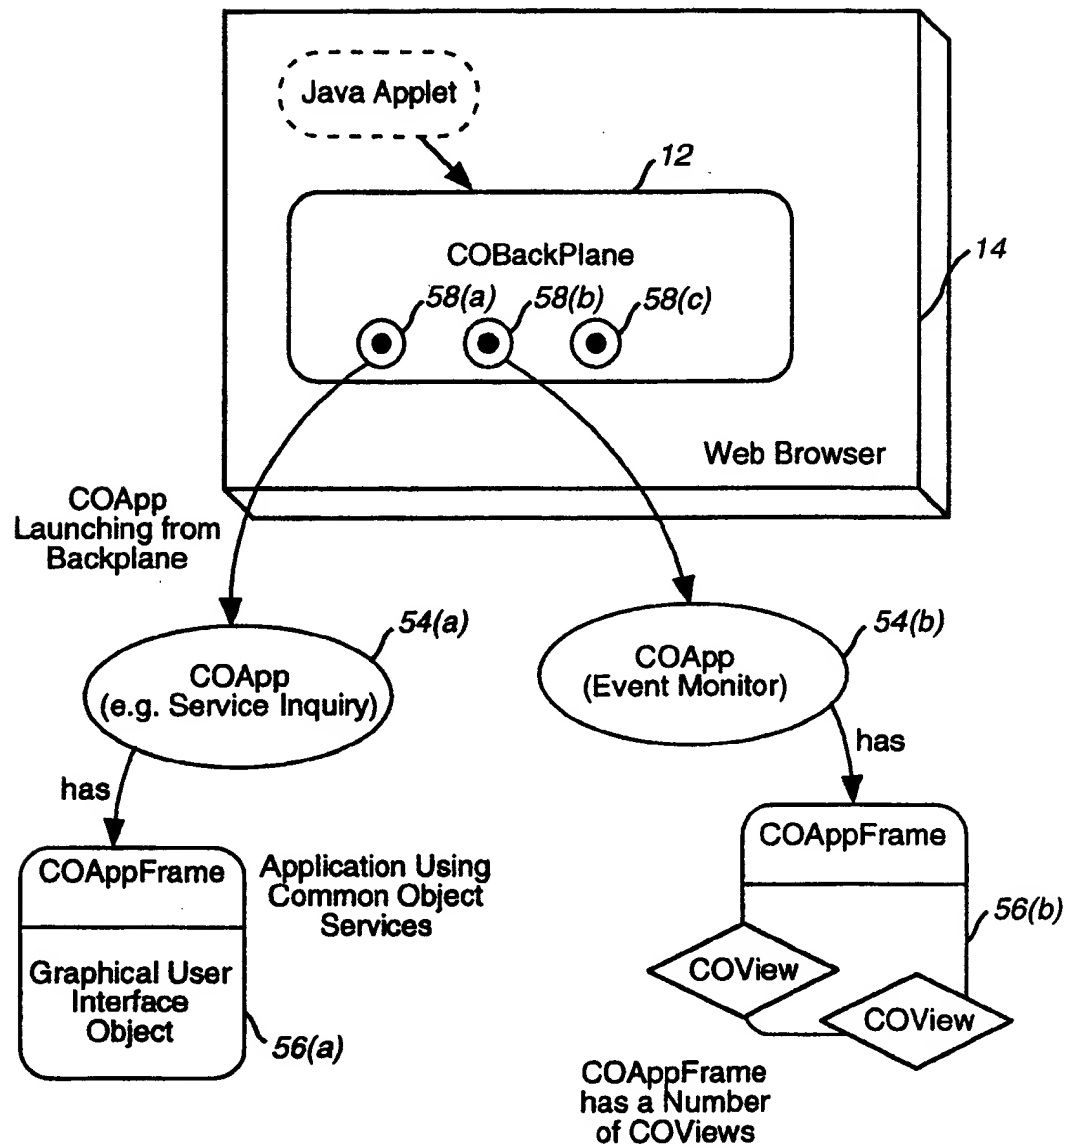 Java Applet
12
COBackPlane
14
58(a)
58(b)
58(c)
Web Browser
COApp
Launching from
Backplane
54(a)
COApp
(e.g. Service Inquiry)
54(b)
COApp
(Event Monitor)
has
has
COAppFrame
Graphical User
Interface
Object
56(a)
Application Using
Common Object
Services
COAppFrame
56(b)
COView
COView
COAppFrame
has a Number
of COViews